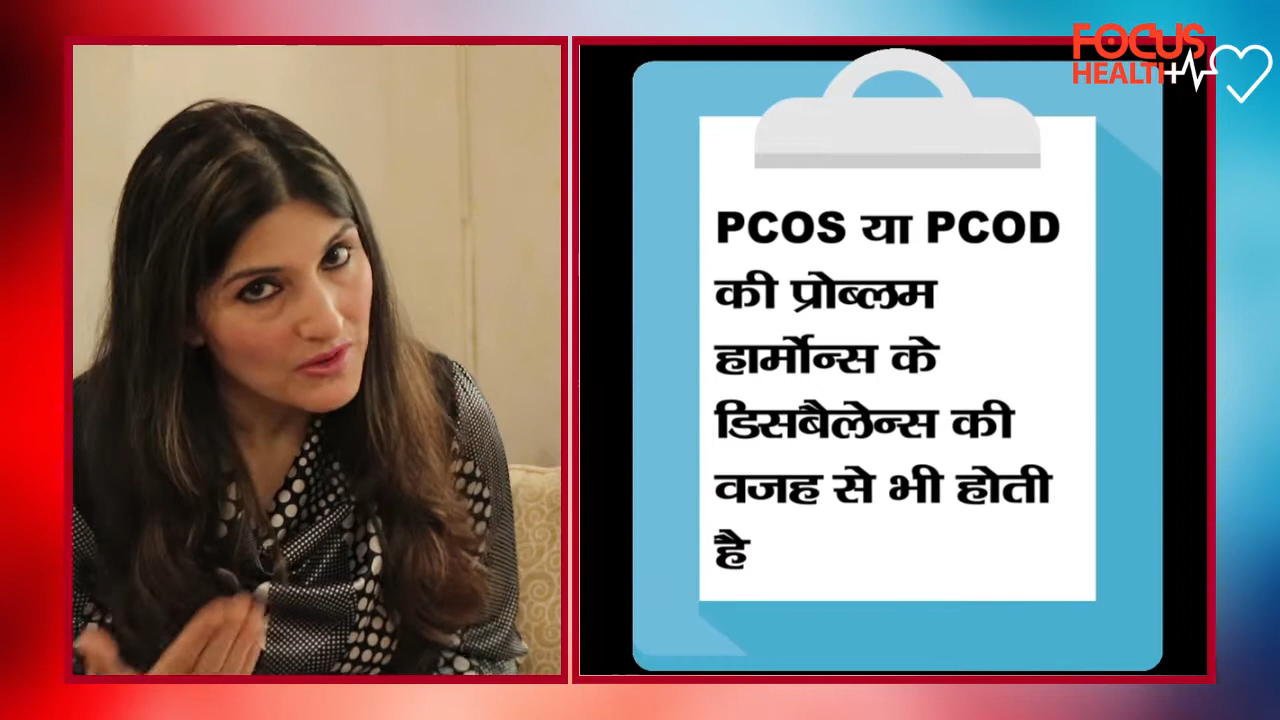 FOCUS
HEALTH
PCOS या PCOD
की प्रोब्लम
हार्मोन्स के
डिसबैलेन्स की
वजह से भी होती
है